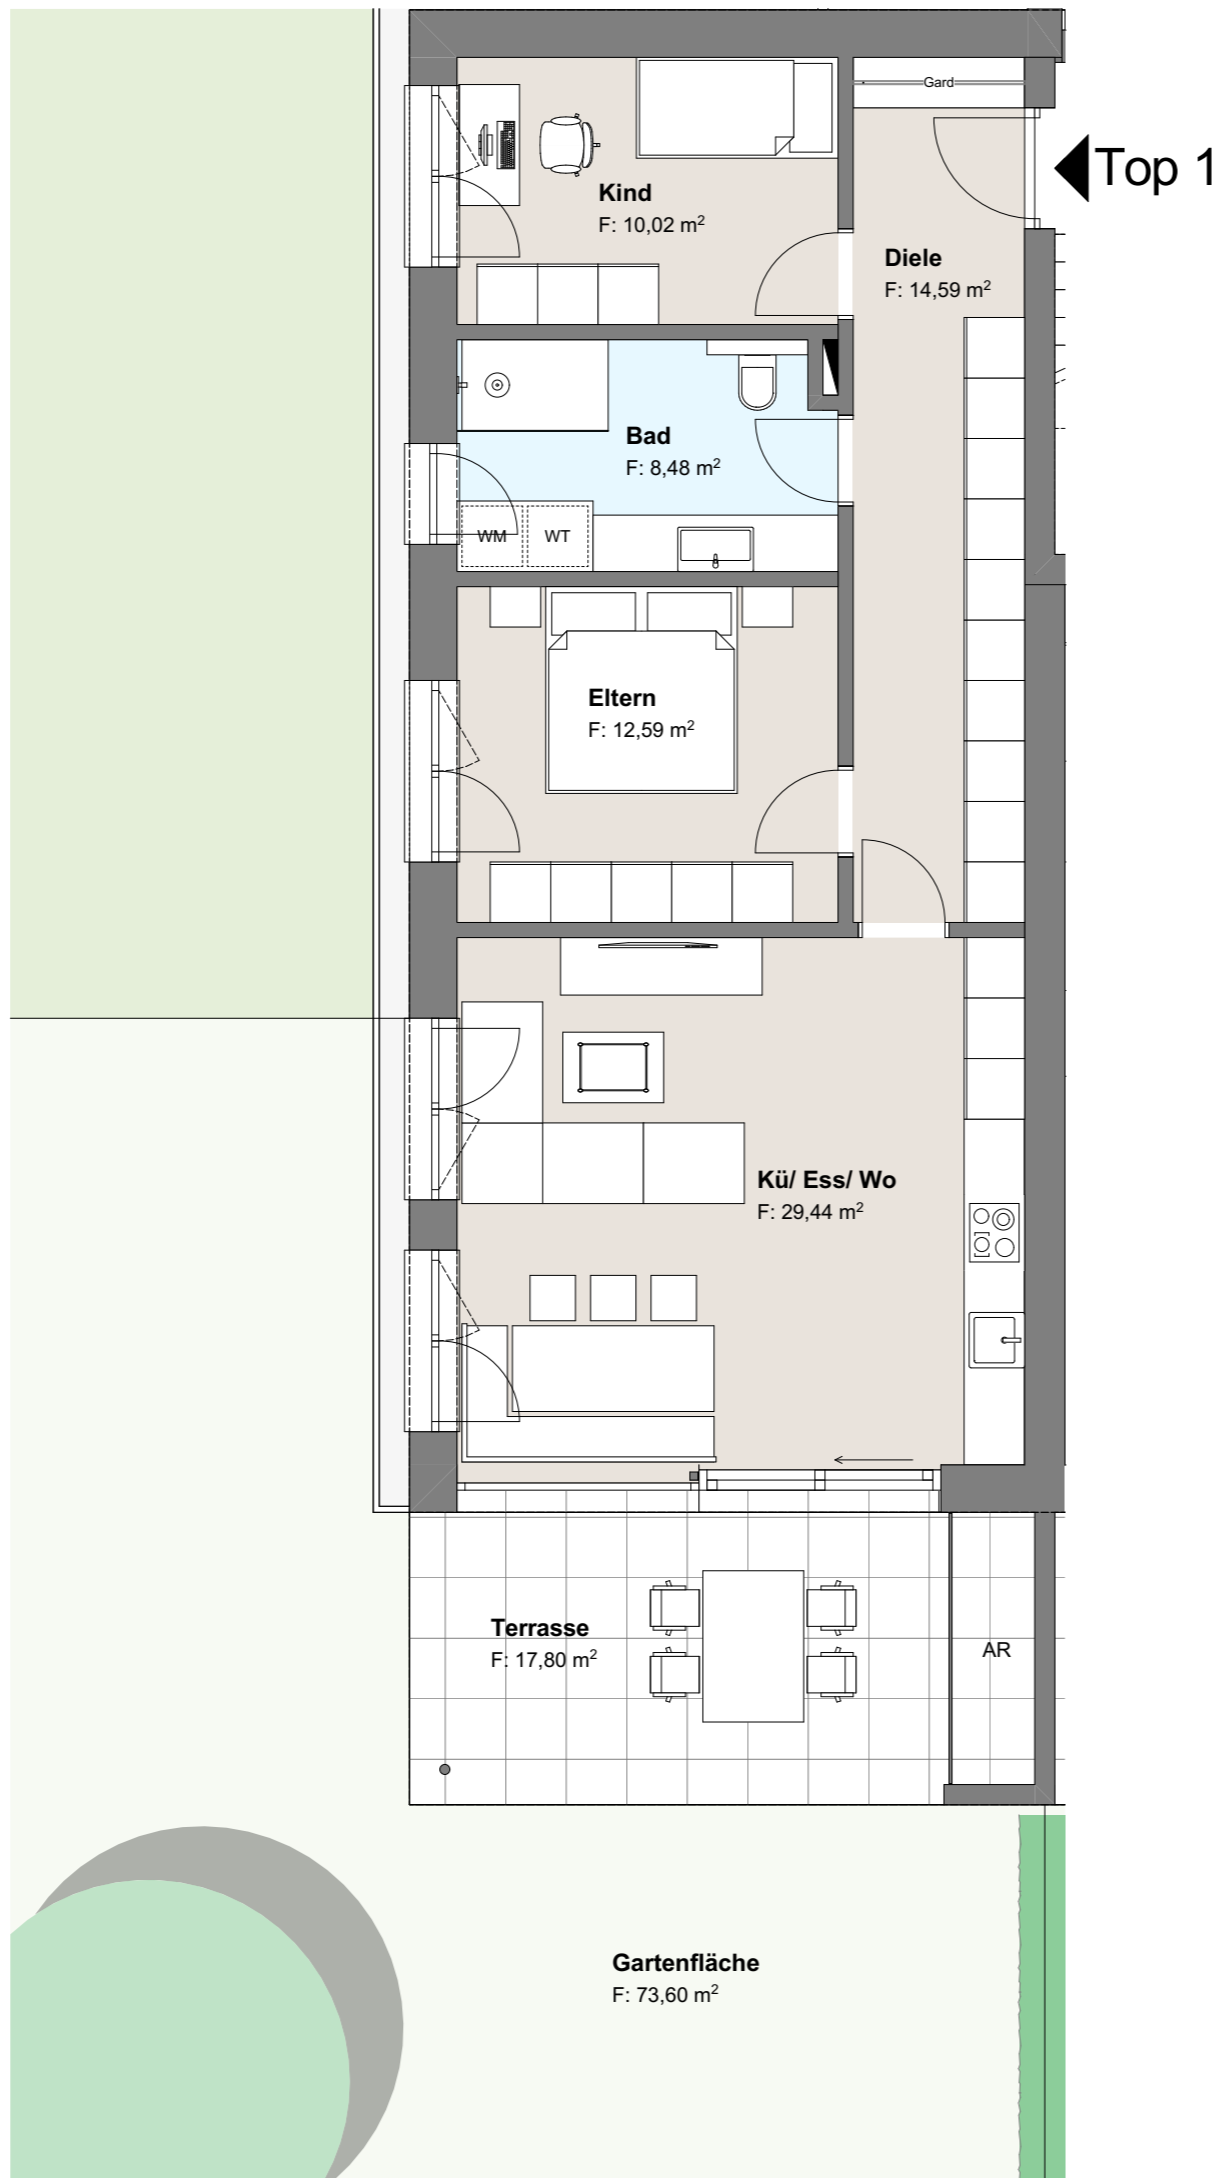 Gard
Top 1
Kind
F: 10,02 m²
Diele
F: 14,59 m²
Bad
F: 8,48 m²
WM
WT
Eltern
F: 12,59 m²
Kü/ Ess/ Wo
F: 29,44 m²
Terrasse
F: 17,80 m²
AR
Gartenfläche
F: 73,60 m²